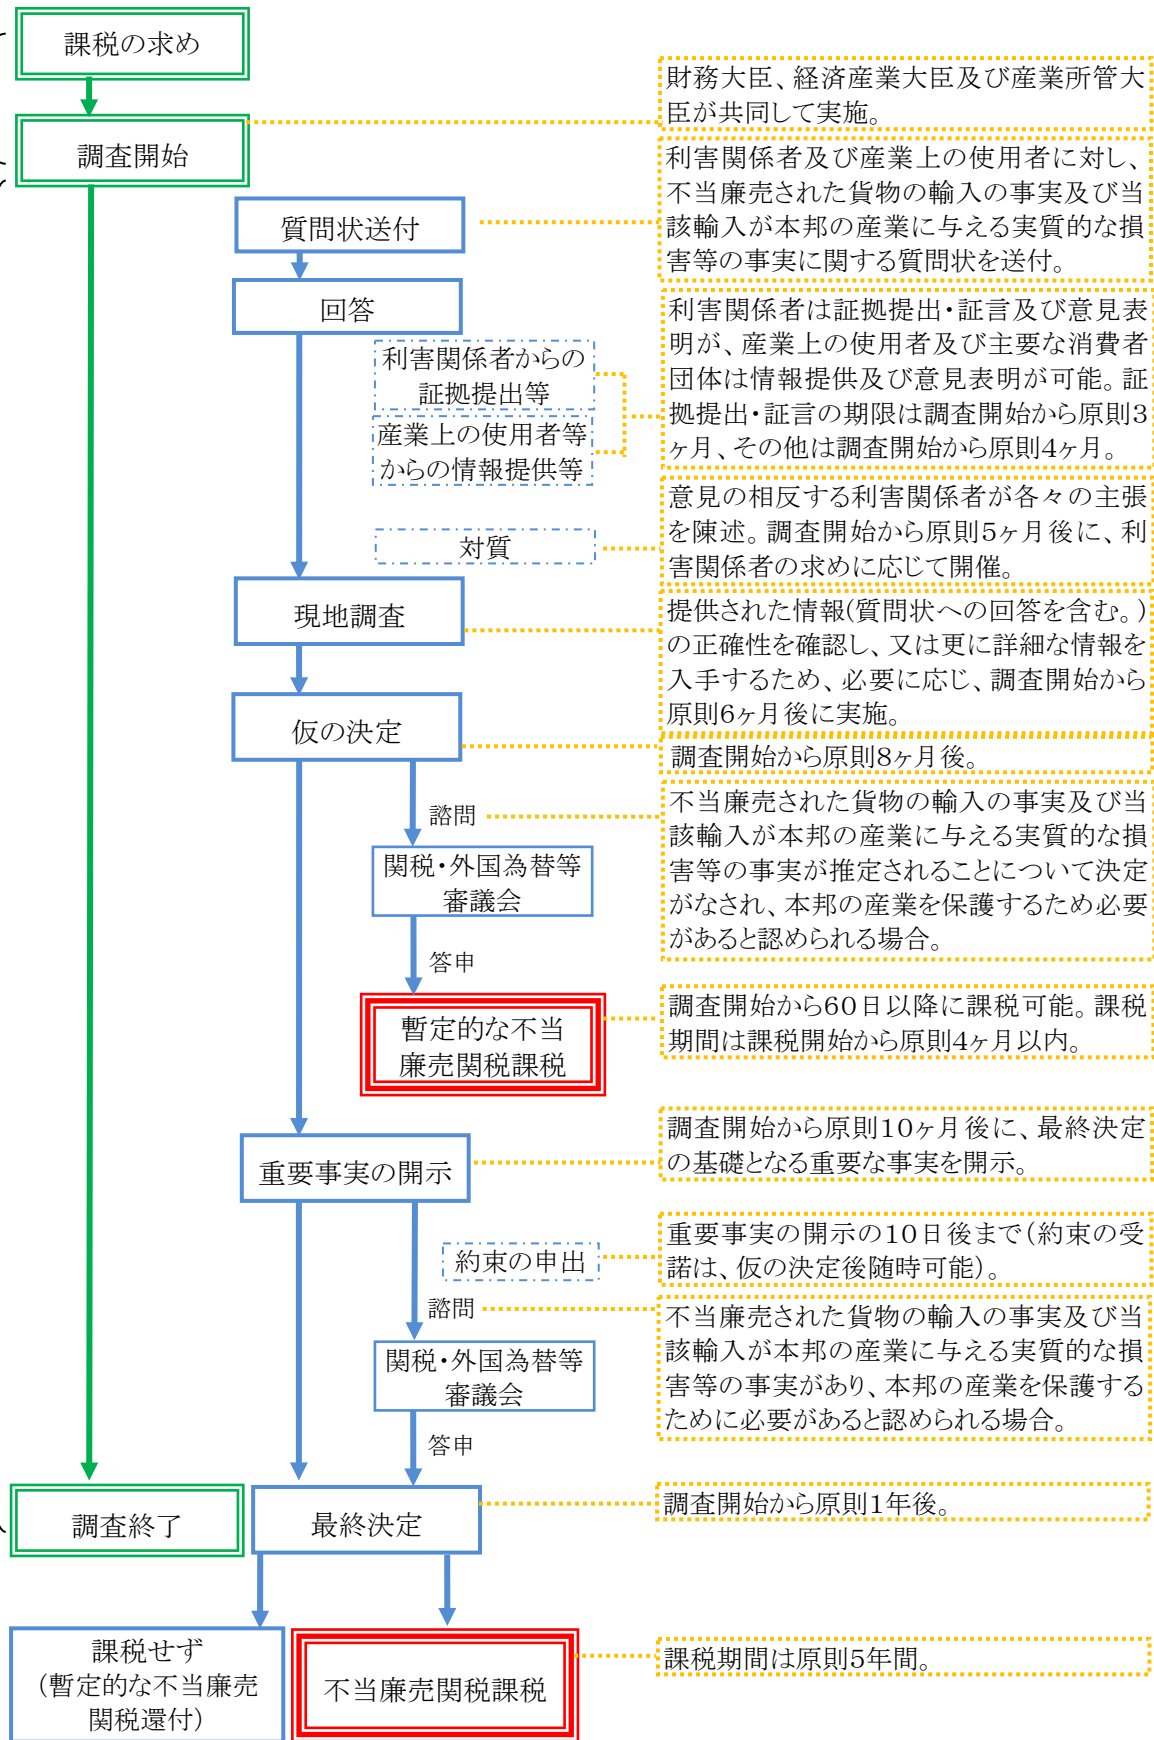 課税の求め
財務大臣、経済産業大臣及び産業所管大
臣が共同して実施。
調査開始
利害関係者及び産業上の使用者に対し、
不当廉売された貨物の輸入の事実及び当
該輸入が本邦の産業に与える実質的な損
害等の事実に関する質問状を送付。
質問状送付
回答
利害関係者は証拠提出・証言及び意見表
明が、産業上の使用者及び主要な消費者
団体は情報提供及び意見表明が可能。証
拠提出・証言の期限は調査開始から原則3
ヶ月、その他は調査開始から原則4ヶ月。
利害関係者からの
証拠提出等
産業上の使用者等
からの情報提供等
意見の相反する利害関係者が各々の主張
を陳述。調査開始から原則5ヶ月後に、利
害関係者の求めに応じて開催。
対質
現地調査
提供された情報(質問状への回答を含む。)
の正確性を確認し、又は更に詳細な情報を
入手するため、必要に応じ、調査開始から
原則6ヶ月後に実施。
仮の決定
調査開始から原則8ヶ月後。
諮問
不当廉売された貨物の輸入の事実及び当
該輸入が本邦の産業に与える実質的な損
害等の事実が推定されることについて決定
がなされ、本邦の産業を保護するため必要
があると認められる場合。
関税・外国為替等
審議会
答申
暫定的な不当
廉売関税課税
調査開始から60日以降に課税可能。課税
期間は課税開始から原則4ヶ月以内。
重要事実の開示
調査開始から原則10ヶ月後に、最終決定
の基礎となる重要な事実を開示。
約束の申出
重要事実の開示の10日後まで(約束の受
諾は、仮の決定後随時可能)。
諮問
不当廉売された貨物の輸入の事実及び当
該輸入が本邦の産業に与える実質的な損
害等の事実があり、本邦の産業を保護する
ために必要があると認められる場合。
関税・外国為替等
審議会
答申
調査終了
最終決定
調査開始から原則1年後。
課税せず
(暫定的な不当廉売
関税還付)
不当廉売関税課税
課税期間は原則5年間。